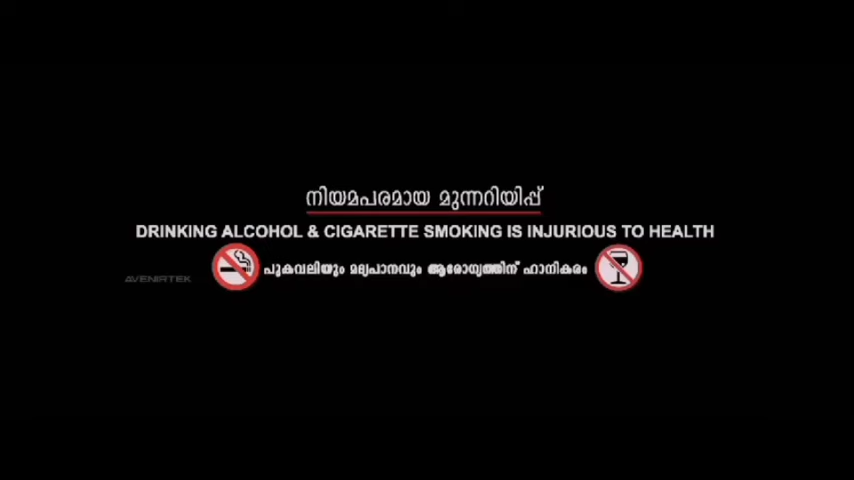 നിയമപരമായ മുന്നറിയിപ്പ്
DRINKING ALCOHOL & CIGARETTE SMOKING IS INJURIOUS TO HEALTH
പുകവലിയും മദ്യപാനവും ആരോഗ്യത്തിന് ഹാനികരം
AVENIRTEK